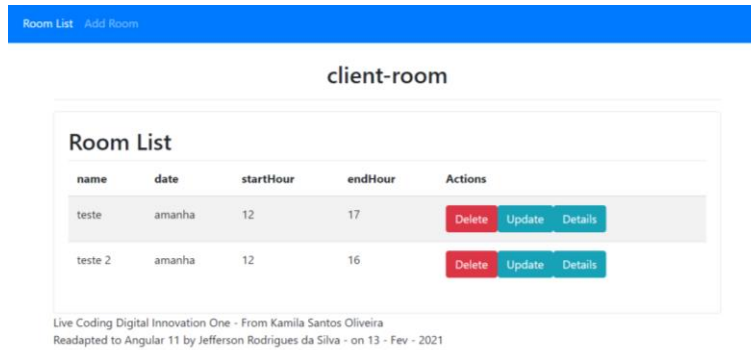 Room List Add Room
client-room
Room List
name date startHour endHour Actions
teste amanha 12 17 Delete Update Details
teste 2 amanha 12 16 Delete Update Details
Live Coding Digital Innovation One - From Kamila Santos Oliveira
Readapted to Angular 11 by Jefferson Rodrigues da Silva - on 13 - Fev - 2021